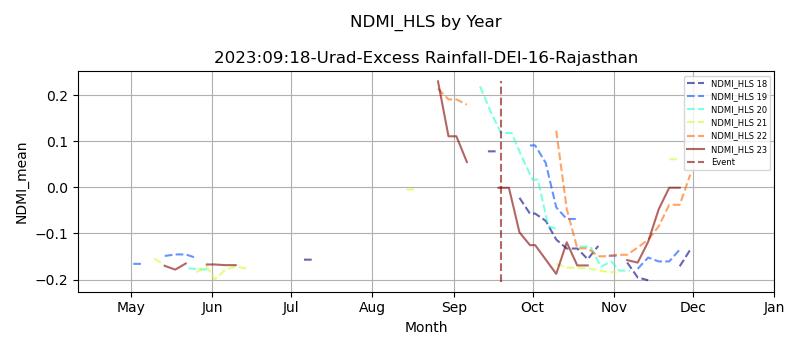 NDMI_HLS by Year
2023:09:18-Urad-Excess Rainfall-DEI-16-Rajasthan
NDMI_HLS 18
NDMI_HLS 19
NDMI_HLS 20
NDMI_HLS 21
NDMI_HLS 22
NDMI_HLS 23
Event
NDMI_mean
0.2
0.1
0.0
−0.1
−0.2
May Jun Jul Aug Sep Oct Nov Dec Jan
Month